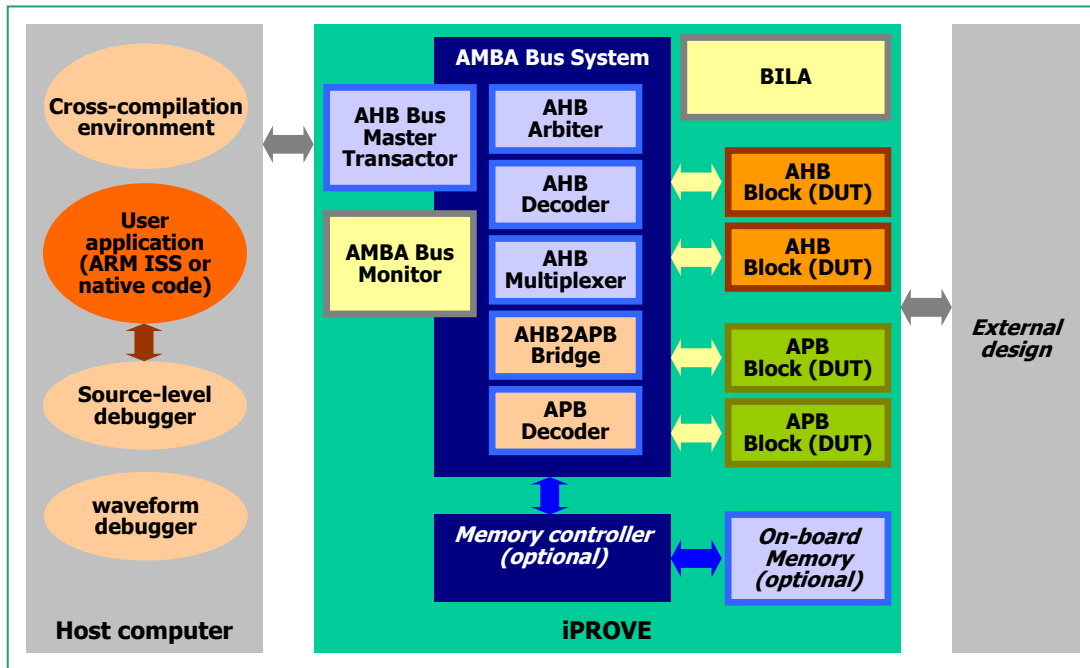 Cross-compilation
environment
User
application
(ARM ISS or
native code)
Source-level
debugger
waveform
debugger
Host computer
AMBA Bus System
AHB Bus
Master
Transactor
AMBA Bus
Monitor
AHB
Arbiter
AHB
Decoder
AHB
Multiplexer
AHB2APB
Bridge
APB
Decoder
Memory controller
(optional)
BILA
AHB
Block (DUT)
AHB
Block (DUT)
APB
Block (DUT)
APB
Block (DUT)
On-board
Memory
(optional)
iPROVE
External
design